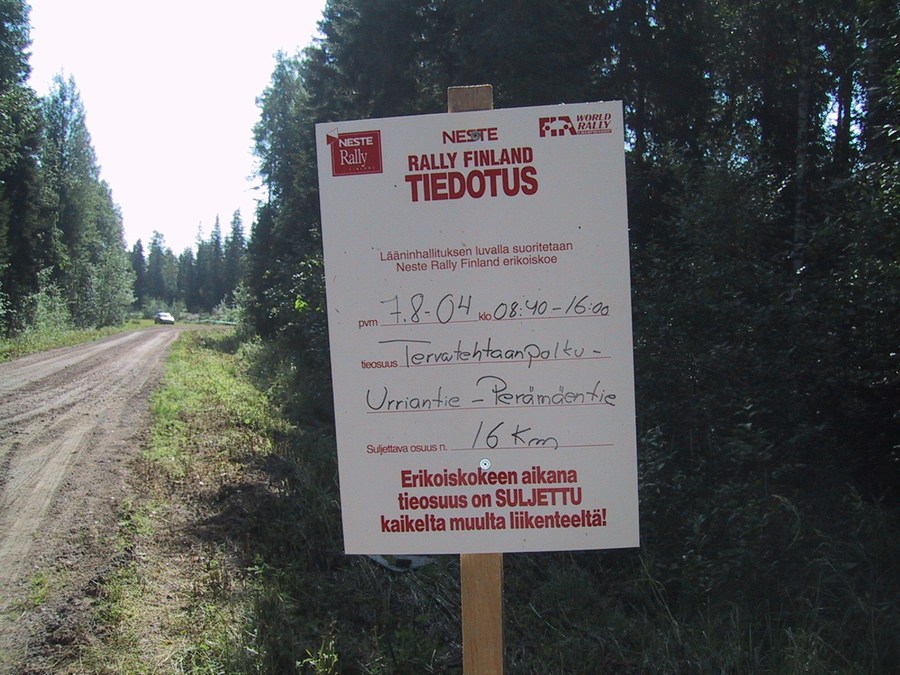 NESTE
Rally
FINLAND
NESTE
FIA WORLD
RALLY
RALLY FINLAND
TIEDOTUS
Lääninhallituksen luvalla suoritetaan
Neste Rally Finland erikoiskoe
pvm 7.8-04 klo 08:40-16:00
tieosuus Tervatehtaanpolku-
Urriantie - Perämäentie
Suljettava osuus n. 16 Km
Erikoiskokeen aikana
tieosuus on SULJETTU
kaikelta muulta liikenteeltä!